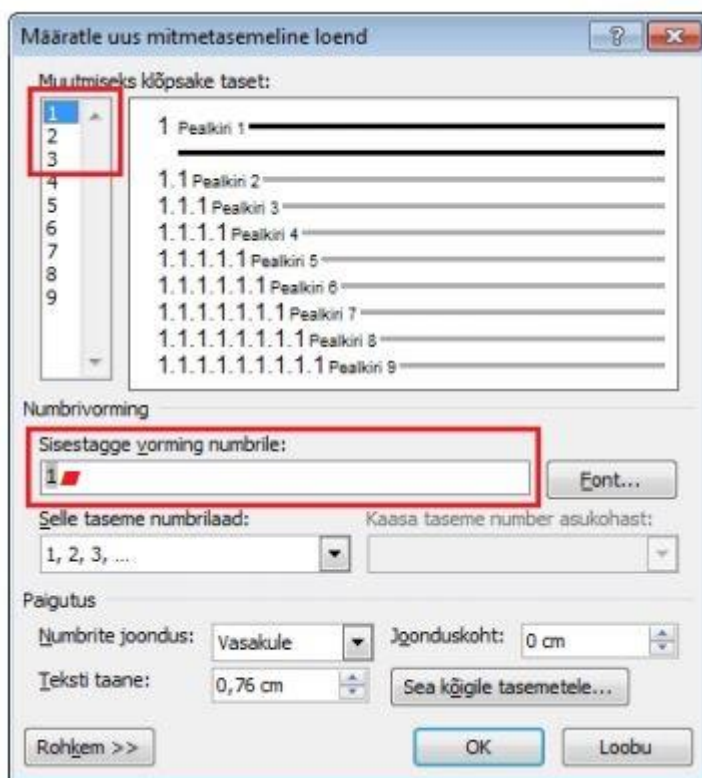 Määratle uus mitmetasemeline loend
Muutmiseks klõpsake taset:
1
2
3
4
5
6
7
8
9
1 Pealkiri 1
1.1 Pealkiri 2
1.1.1 Pealkiri 3
1.1.1.1 Pealkiri 4
1.1.1.1.1 Pealkiri 5
1.1.1.1.1.1 Pealkiri 6
1.1.1.1.1.1.1 Pealkiri 7
1.1.1.1.1.1.1.1 Pealkiri 8
1.1.1.1.1.1.1.1.1 Pealkiri 9
Numbrivorming
Sisestagge vorming numbrile:
1
Font...
Selle taseme numbrilaad:
Kaasa taseme number asukohast:
1, 2, 3, ...
Paigutus
Numbrite joondus:
Vasakule
Joonduskoht:
0 cm
Teksti taane:
0,76 cm
Sea kõigile tasemetele...
Rohkem >>
OK
Loobu